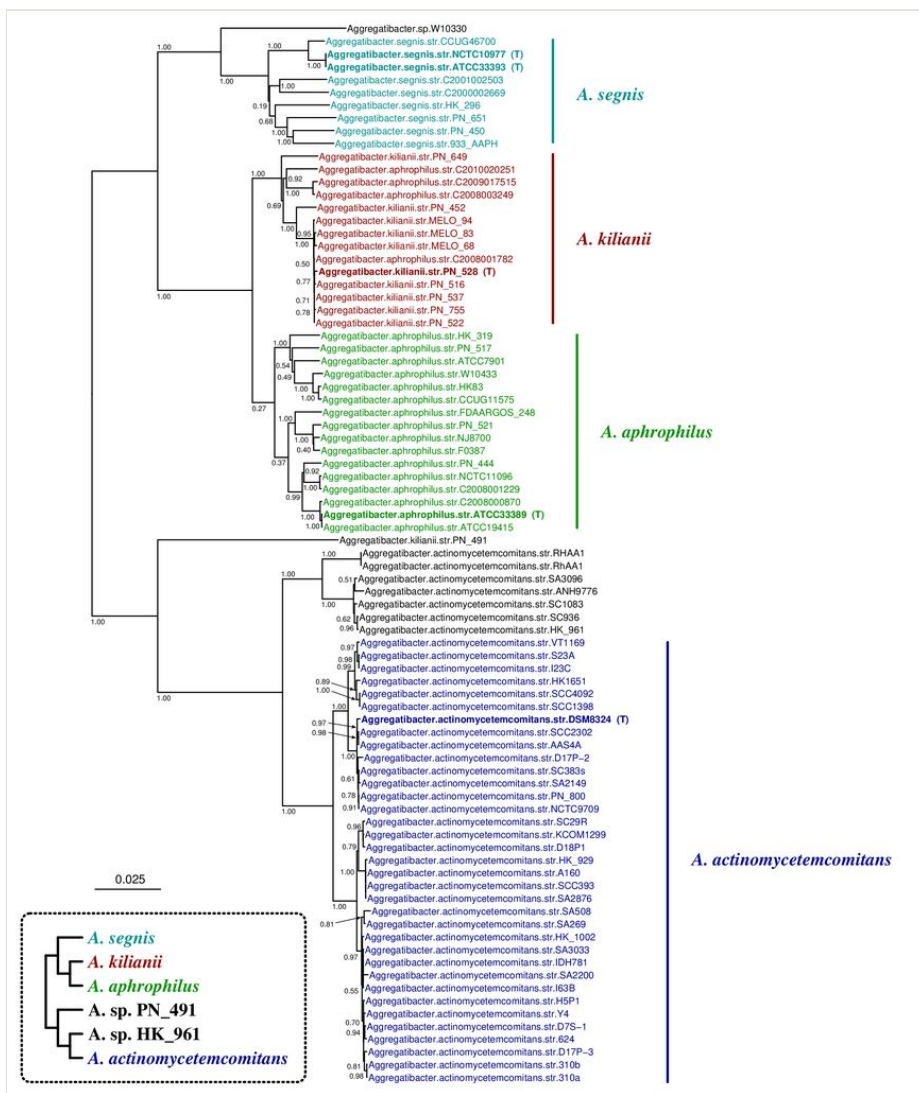 Aggregatibacter.sp.W10330
Aggregatibacter.segnis.str.CCUG46700
Aggregatibacter.segnis.str.NCTC10977 (T)
Aggregatibacter.segnis.str.ATCC33393 (T)
Aggregatibacter.segnis.str.C2001002503
Aggregatibacter.segnis.str.C2000002669
Aggregatibacter.segnis.str.HK_296
Aggregatibacter.segnis.str.PN_651
Aggregatibacter.segnis.str.PN_450
Aggregatibacter.segnis.str.933_AAPH
A. segnis
Aggregatibacter.kilianii.str.PN_649
Aggregatibacter.aphrophilus.str.C2010020251
Aggregatibacter.aphrophilus.str.C2009017515
Aggregatibacter.aphrophilus.str.C2008003249
Aggregatibacter.kilianii.str.PN_452
Aggregatibacter.kilianii.str.MELO_94
Aggregatibacter.kilianii.str.MELO_83
Aggregatibacter.kilianii.str.MELO_68
Aggregatibacter.aphrophilus.str.C2008001782
Aggregatibacter.kilianii.str.PN_528 (T)
Aggregatibacter.kilianii.str.PN_516
Aggregatibacter.kilianii.str.PN_537
Aggregatibacter.kilianii.str.PN_755
Aggregatibacter.kilianii.str.PN_522
A. kilianii
Aggregatibacter.aphrophilus.str.HK_319
Aggregatibacter.aphrophilus.str.PN_517
Aggregatibacter.aphrophilus.str.ATCC7901
Aggregatibacter.aphrophilus.str.W10433
Aggregatibacter.aphrophilus.str.HK83
Aggregatibacter.aphrophilus.str.CCUG11575
Aggregatibacter.aphrophilus.str.FDAARGOS_248
Aggregatibacter.aphrophilus.str.PN_521
Aggregatibacter.aphrophilus.str.NJ8700
Aggregatibacter.aphrophilus.str.F0387
Aggregatibacter.aphrophilus.str.PN_444
Aggregatibacter.aphrophilus.str.NCTC11096
Aggregatibacter.aphrophilus.str.C2008001229
Aggregatibacter.aphrophilus.str.C2008000870
Aggregatibacter.aphrophilus.str.ATCC33389 (T)
Aggregatibacter.aphrophilus.str.ATCC19415
A. aphrophilus
Aggregatibacter.kilianii.str.PN_491
Aggregatibacter.actinomycetemcomitans.str.RHAA1
Aggregatibacter.actinomycetemcomitans.str.RhAA1
Aggregatibacter.actinomycetemcomitans.str.SA3096
Aggregatibacter.actinomycetemcomitans.str.ANH9776
Aggregatibacter.actinomycetemcomitans.str.SC1083
Aggregatibacter.actinomycetemcomitans.str.SC936
Aggregatibacter.actinomycetemcomitans.str.HK_961
Aggregatibacter.actinomycetemcomitans.str.VT1169
Aggregatibacter.actinomycetemcomitans.str.S23A
Aggregatibacter.actinomycetemcomitans.str.I23C
Aggregatibacter.actinomycetemcomitans.str.HK1651
Aggregatibacter.actinomycetemcomitans.str.SCC4092
Aggregatibacter.actinomycetemcomitans.str.SCC1398
Aggregatibacter.actinomycetemcomitans.str.DSM8324 (T)
Aggregatibacter.actinomycetemcomitans.str.SCC2302
Aggregatibacter.actinomycetemcomitans.str.AAS4A
Aggregatibacter.actinomycetemcomitans.str.D17P−2
Aggregatibacter.actinomycetemcomitans.str.SC383s
Aggregatibacter.actinomycetemcomitans.str.SA2149
Aggregatibacter.actinomycetemcomitans.str.PN_800
Aggregatibacter.actinomycetemcomitans.str.NCTC9709
Aggregatibacter.actinomycetemcomitans.str.SC29R
Aggregatibacter.actinomycetemcomitans.str.KCOM1299
Aggregatibacter.actinomycetemcomitans.str.D18P1
Aggregatibacter.actinomycetemcomitans.str.HK_929
Aggregatibacter.actinomycetemcomitans.str.A160
Aggregatibacter.actinomycetemcomitans.str.SCC393
Aggregatibacter.actinomycetemcomitans.str.SA2876
Aggregatibacter.actinomycetemcomitans.str.SA508
Aggregatibacter.actinomycetemcomitans.str.SA269
Aggregatibacter.actinomycetemcomitans.str.HK_1002
Aggregatibacter.actinomycetemcomitans.str.SA3033
Aggregatibacter.actinomycetemcomitans.str.IDH781
Aggregatibacter.actinomycetemcomitans.str.SA2200
Aggregatibacter.actinomycetemcomitans.str.I63B
Aggregatibacter.actinomycetemcomitans.str.H5P1
Aggregatibacter.actinomycetemcomitans.str.Y4
Aggregatibacter.actinomycetemcomitans.str.D7S−1
Aggregatibacter.actinomycetemcomitans.str.624
Aggregatibacter.actinomycetemcomitans.str.D17P−3
Aggregatibacter.actinomycetemcomitans.str.310b
Aggregatibacter.actinomycetemcomitans.str.310a
A. actinomycetemcomitans
1.00
1.00
1.00
1.00
1.00
0.19
0.68
1.00
1.00
1.00
1.00
0.92
1.00
0.69
1.00
0.95
1.00
0.50
0.77
0.71
0.78
0.27
1.00
0.54
0.49
1.00
1.00
1.00
1.00
0.40
0.37
0.92
1.00
0.99
1.00
1.00
1.00
1.00
1.00
1.00
1.00
0.51
0.62
0.96
1.00
0.97
0.98
0.99
0.89
1.00
1.00
0.97
0.98
1.00
0.61
0.78
0.91
1.00
0.96
0.79
1.00
0.81
0.97
0.55
0.70
0.94
0.81
0.98
0.025
A. segnis
A. kilianii
A. aphrophilus
A. sp. PN_491
A. sp. HK_961
A. actinomycetemcomitans